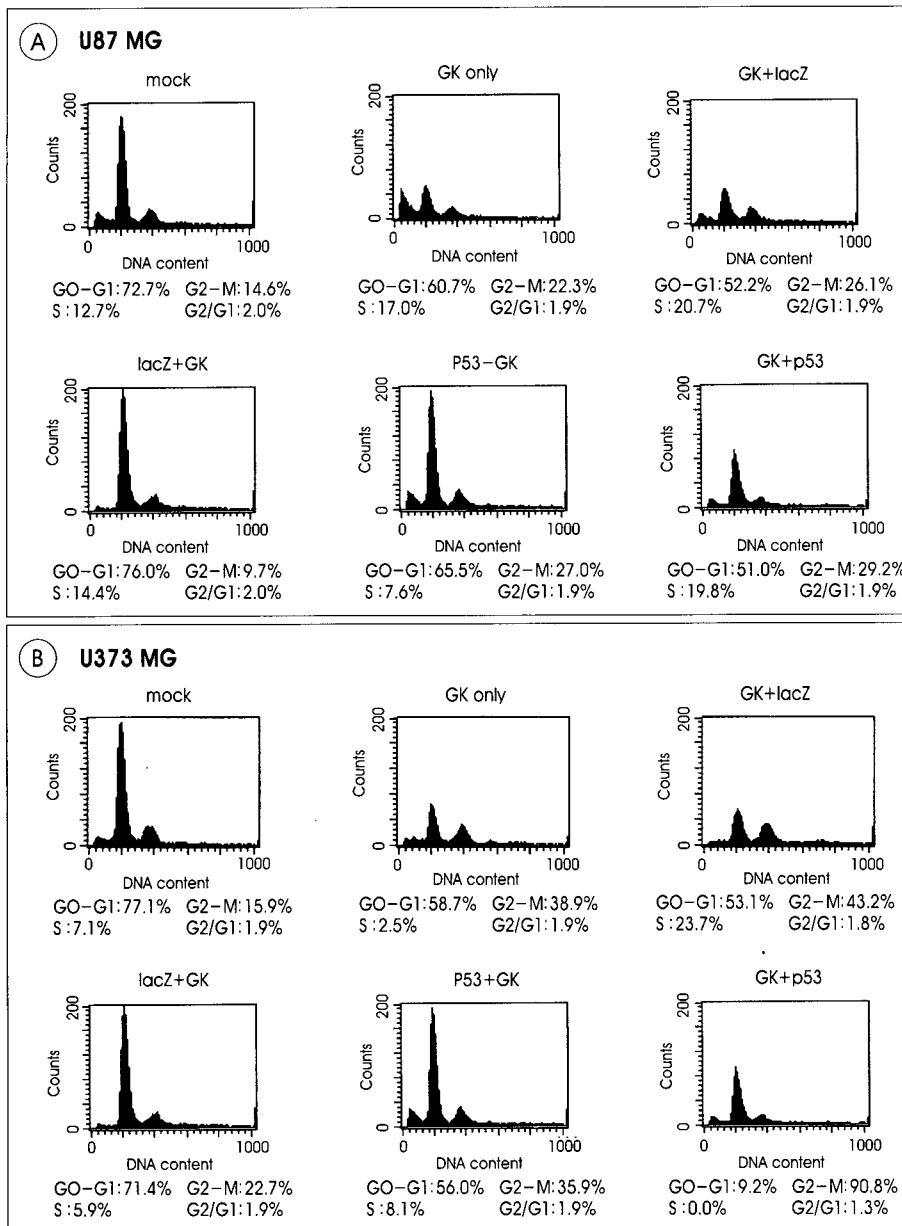 A U87 MG
mock
200
Counts
0
0 1000
DNA content
GO-G1:72.7% G2-M:14.6%
S :12.7% G2/G1:2.0%
GK only
200
Counts
0
0 1000
DNA content
GO-G1:60.7% G2-M:22.3%
S :17.0% G2/G1:1.9%
GK+lacZ
200
Counts
0
0 1000
DNA content
GO-G1:52.2% G2-M:26.1%
S :20.7% G2/G1:1.9%
lacZ+GK
200
Counts
0
0 1000
DNA content
GO-G1:76.0% G2-M:9.7%
S :14.4% G2/G1:2.0%
P53-GK
200
Counts
0
0 1000
DNA content
GO-G1:65.5% G2-M:27.0%
S :7.6% G2/G1:1.9%
GK+p53
200
Counts
0
0 1000
DNA content
GO-G1:51.0% G2-M:29.2%
S :19.8% G2/G1:1.9%
B U373 MG
mock
200
Counts
0
0 1000
DNA content
GO-G1:77.1% G2-M:15.9%
S :7.1% G2/G1:1.9%
GK only
200
Counts
0
0 1000
DNA content
GO-G1:58.7% G2-M:38.9%
S :2.5% G2/G1:1.9%
GK+lacZ
200
Counts
0
0 1000
DNA content
GO-G1:53.1% G2-M:43.2%
S :23.7% G2/G1:1.8%
lacZ+GK
200
Counts
0
0 1000
DNA content
GO-G1:71.4% G2-M:22.7%
S :5.9% G2/G1:1.9%
P53+GK
200
Counts
0
0 1000
DNA content
GO-G1:56.0% G2-M:35.9%
S :8.1% G2/G1:1.9%
GK+p53
200
Counts
0
0 1000
DNA content
GO-G1:9.2% G2-M:90.8%
S :0.0% G2/G1:1.3%